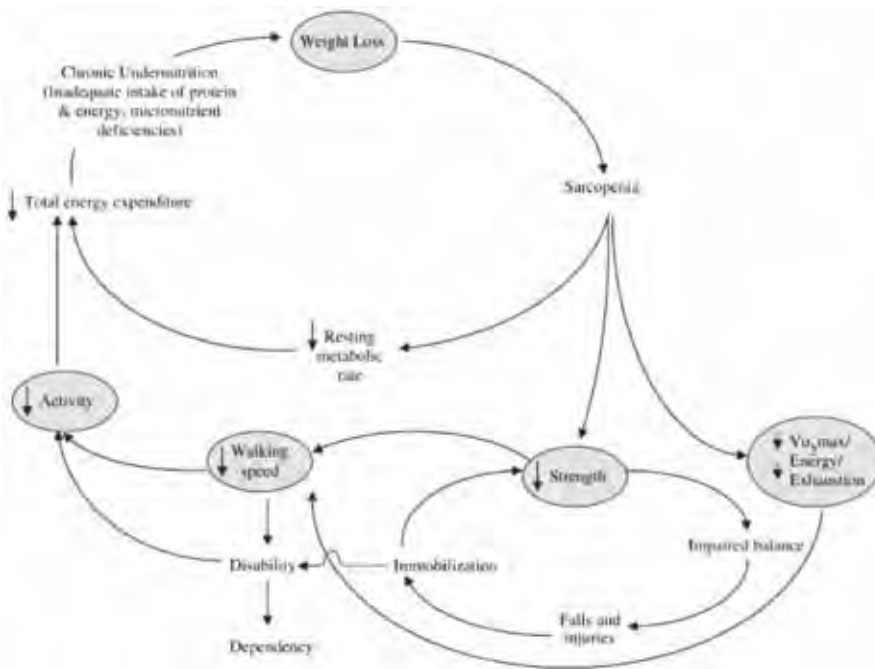 Weight Loss
Chronic Undernutrition
(Inadequate intake of protein
& energy, micronutrient
deficiencies)
Sarcopenia
↓ Total energy expenditure
↓ Resting
metabolic
rate
↓ Activity
↓ Walking
speed
↓ Strength
↓ Vo₂max/
↓ Energy/
Exhaustion
Impaired balance
Disability
Immobilization
Falls and
injuries
Dependency